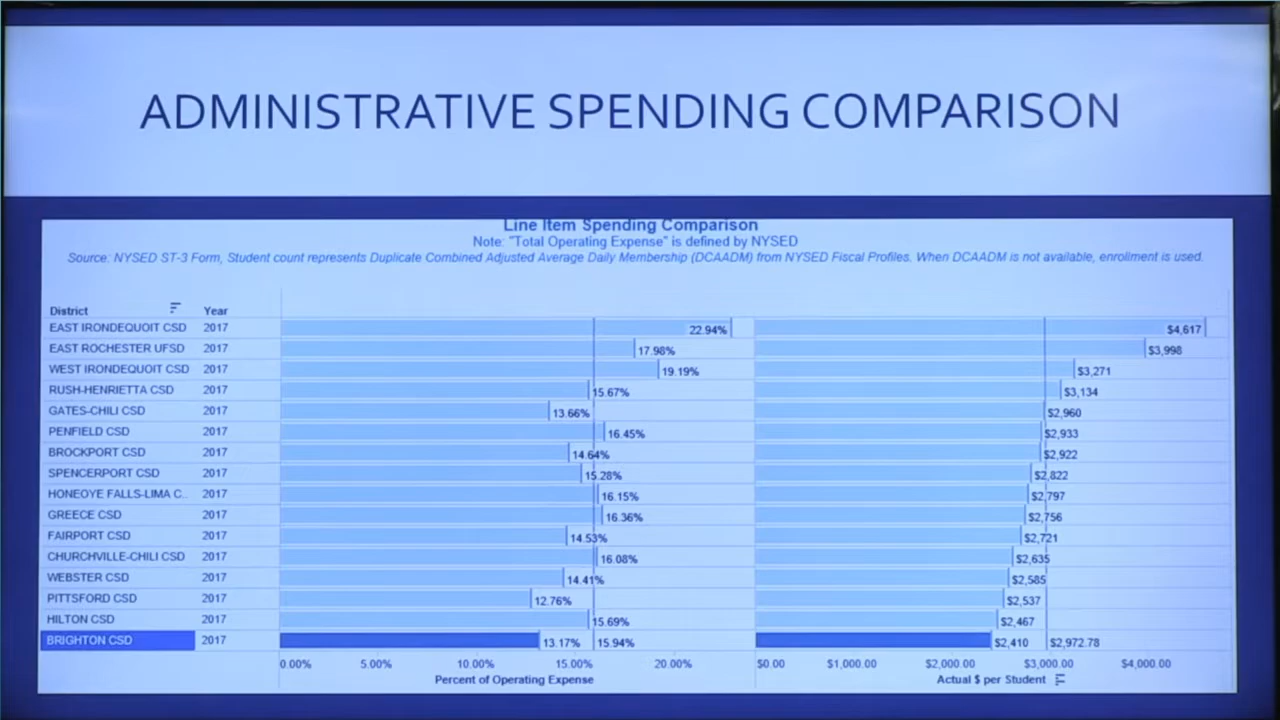 ADMINISTRATIVE SPENDING COMPARISON
Line Item Spending Comparison
Note: "Total Operating Expense" is defined by NYSED
Source: NYSED ST-3 Form, Student count represents Duplicate Combined Adjusted Average Daily Membership (DCAADM) from NYSED Fiscal Profiles. When DCAADM is not available, enrollment is used.
District Year
EAST IRONDEQUOIT CSD 2017 22.94% $4,617
EAST ROCHESTER UFSD 2017 17.98% $3,998
WEST IRONDEQUOIT CSD 2017 19.19% $3,271
RUSH-HENRIETTA CSD 2017 15.67% $3,134
GATES-CHILI CSD 2017 13.66% $2,960
PENFIELD CSD 2017 16.45% $2,933
BROCKPORT CSD 2017 14.64% $2,922
SPENCERPORT CSD 2017 15.28% $2,822
HONEOYE FALLS-LIMA C.. 2017 16.15% $2,797
GREECE CSD 2017 16.36% $2,756
FAIRPORT CSD 2017 14.53% $2,721
CHURCHVILLE-CHILI CSD 2017 16.08% $2,635
WEBSTER CSD 2017 14.41% $2,585
PITTSFORD CSD 2017 12.76% $2,537
HILTON CSD 2017 15.69% $2,467
BRIGHTON CSD 2017 13.17% 15.94% $2,410 $2,972.78
0.00% 5.00% 10.00% 15.00% 20.00% $0.00 $1,000.00 $2,000.00 $3,000.00 $4,000.00
Percent of Operating Expense Actual $ per Student